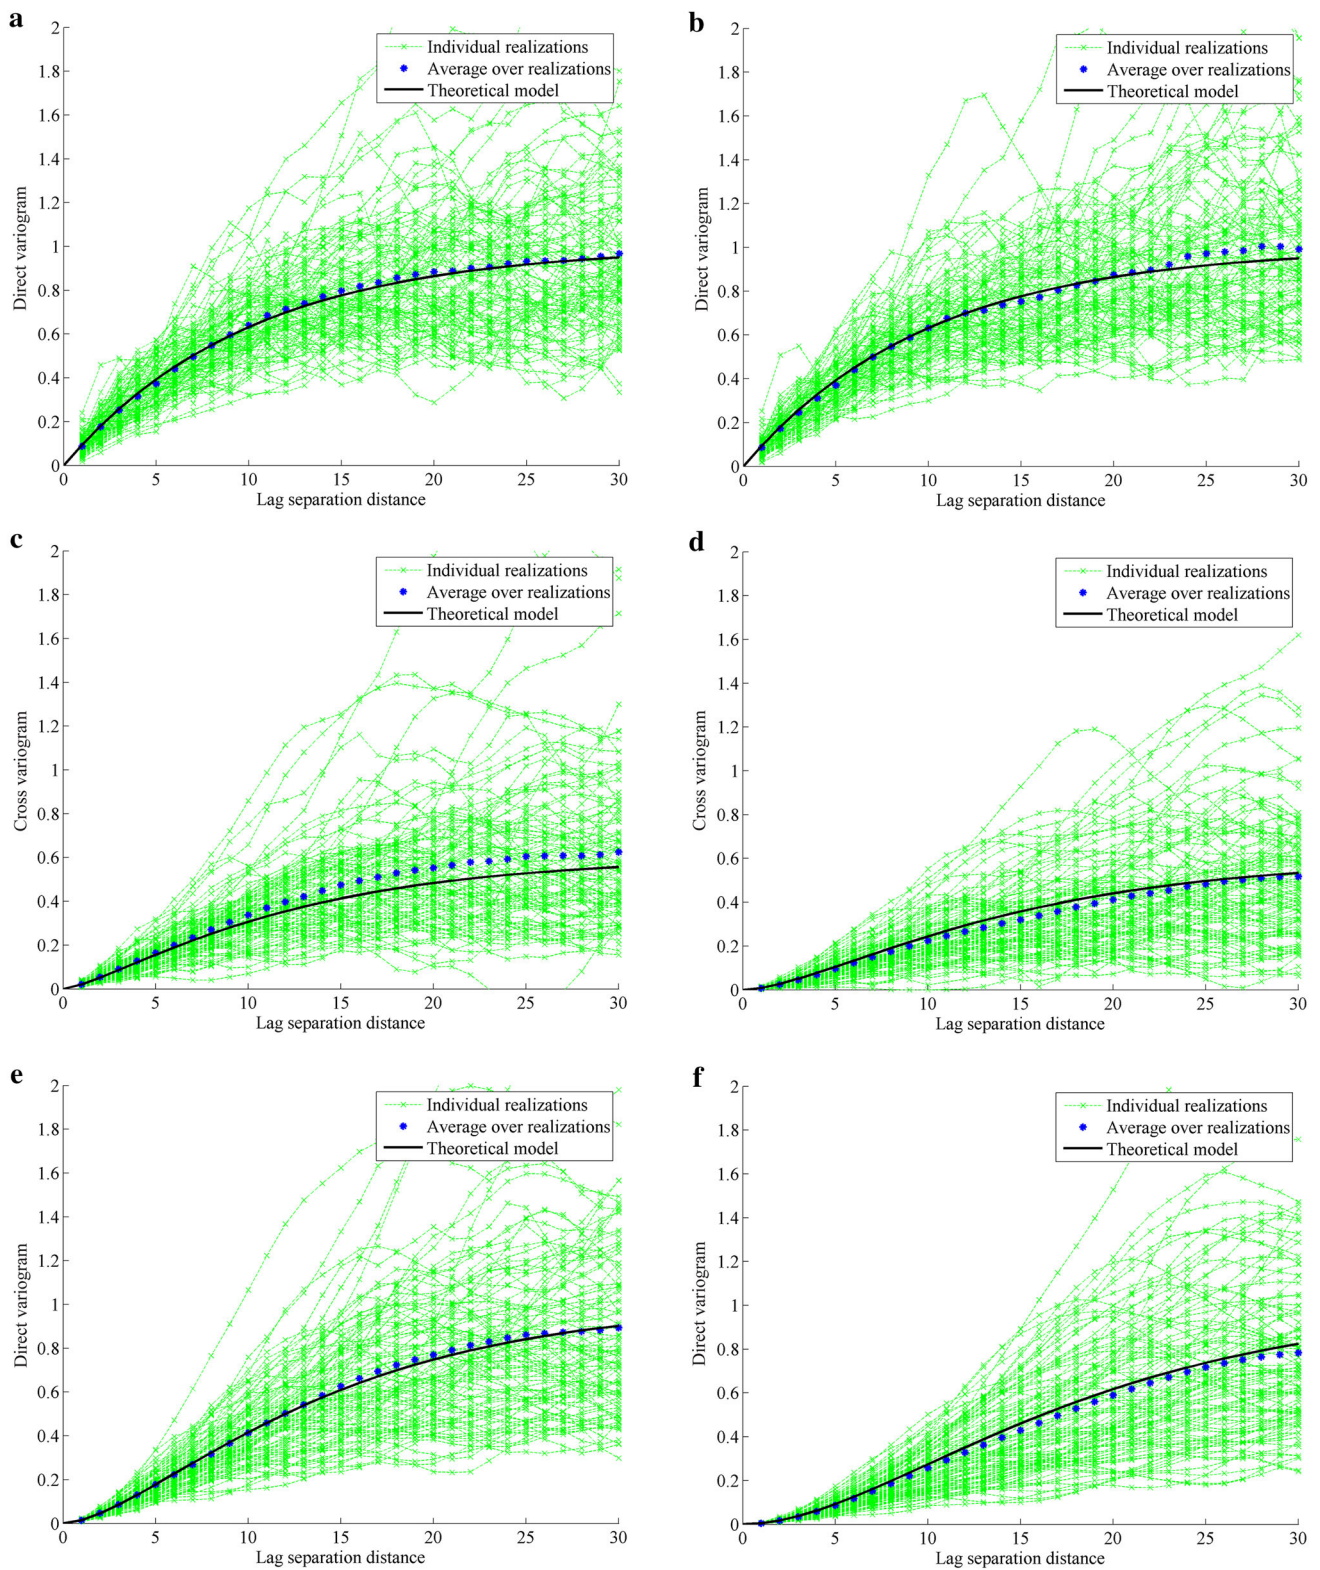 a
2
1.8
1.6
1.4
1.2
1
0.8
0.6
0.4
0.2
0
Direct variogram
Individual realizations
Average over realizations
Theoretical model
0 5 10 15 20 25 30
Lag separation distance
b
2
1.8
1.6
1.4
1.2
1
0.8
0.6
0.4
0.2
0
Direct variogram
Individual realizations
Average over realizations
Theoretical model
0 5 10 15 20 25 30
Lag separation distance
c
2
1.8
1.6
1.4
1.2
1
0.8
0.6
0.4
0.2
0
Cross variogram
Individual realizations
Average over realizations
Theoretical model
0 5 10 15 20 25 30
Lag separation distance
d
2
1.8
1.6
1.4
1.2
1
0.8
0.6
0.4
0.2
0
Cross variogram
Individual realizations
Average over realizations
Theoretical model
0 5 10 15 20 25 30
Lag separation distance
e
2
1.8
1.6
1.4
1.2
1
0.8
0.6
0.4
0.2
0
Direct variogram
Individual realizations
Average over realizations
Theoretical model
0 5 10 15 20 25 30
Lag separation distance
f
2
1.8
1.6
1.4
1.2
1
0.8
0.6
0.4
0.2
0
Direct variogram
Individual realizations
Average over realizations
Theoretical model
0 5 10 15 20 25 30
Lag separation distance